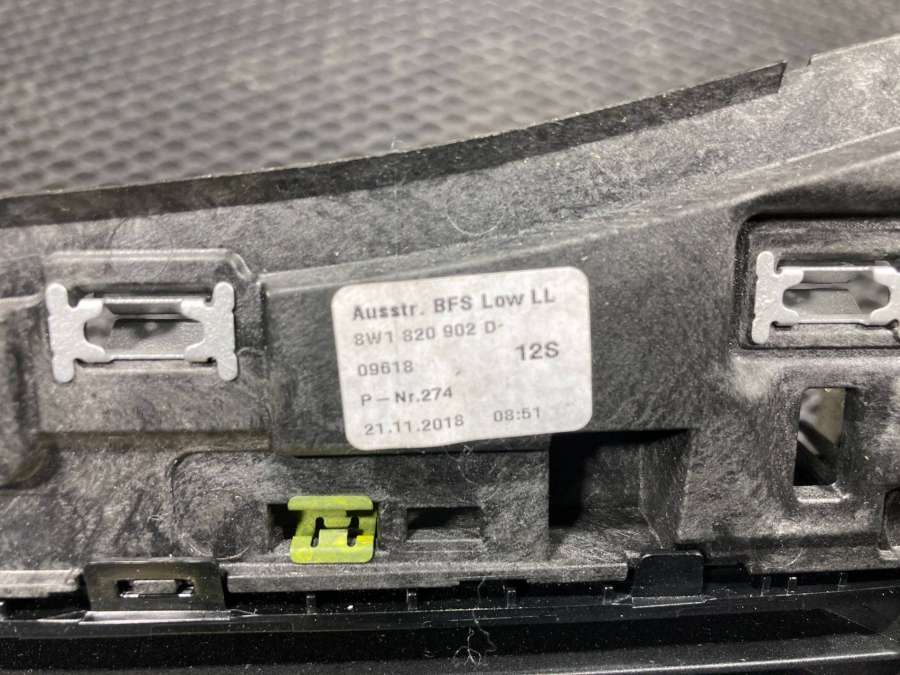 Ausstr. BFS Low LL
8W1 820 902 D
09618 12S
P-Nr.274
21.11.2018 08:51